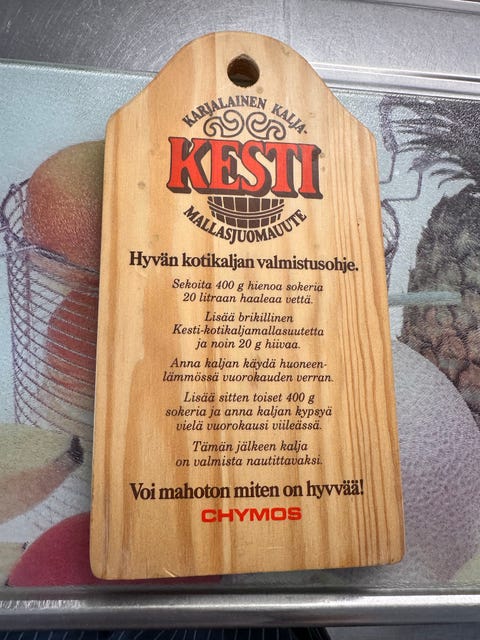 KARJALAINEN KALJA-
KESTI
MALLASJUOMAUUTE
Hyvän kotikaljan valmistusohje.
Sekoita 400 g hienoa sokeria
20 litraan haaleaa vettä.
Lisää brikillinen
Kesti-kotikaljamallasuutetta
ja noin 20 g hiivaa.
Anna kaljan käydä huoneen-
lämmössä vuorokauden verran.
Lisää sitten toiset 400 g
sokeria ja anna kaljan kypsyä
vielä vuorokausi viileässä.
Tämän jälkeen kalja
on valmista nautittavaksi.
Voi mahoton miten on hyvvää!
CHYMOS